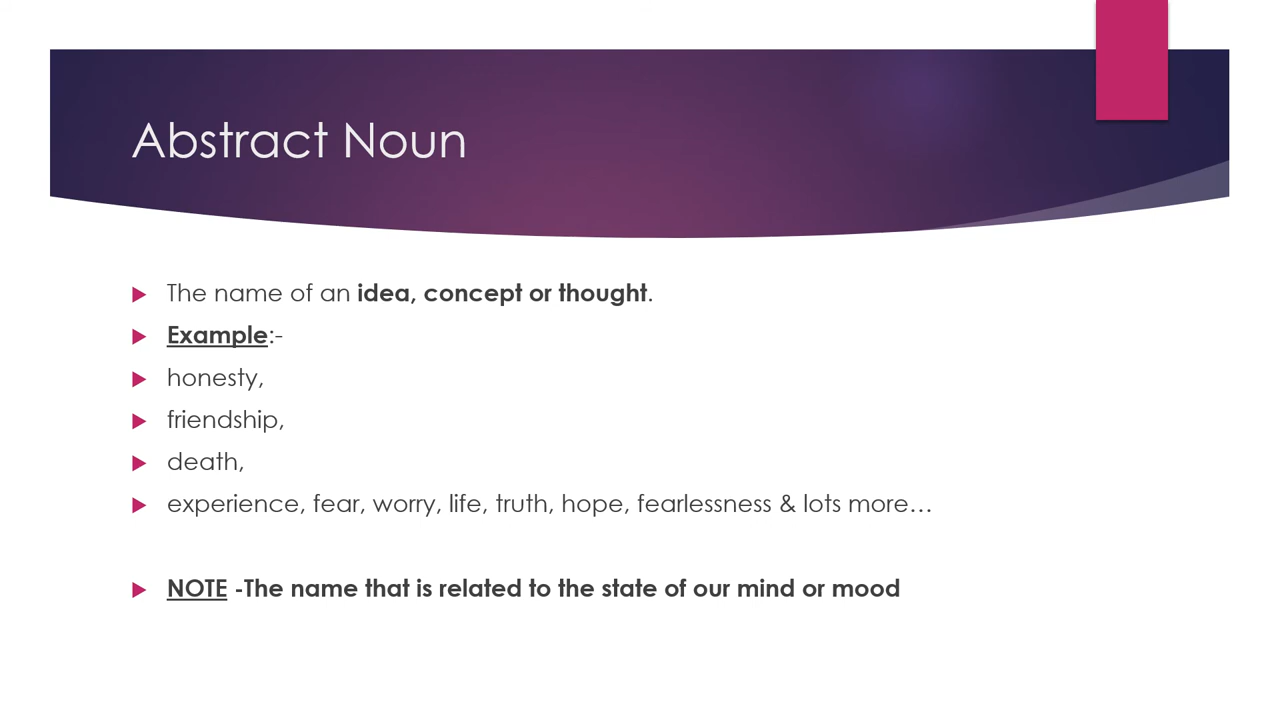 Abstract Noun
The name of an idea, concept or thought.
Example:-
honesty,
friendship,
death,
experience, fear, worry, life, truth, hope, fearlessness & lots more…
NOTE -The name that is related to the state of our mind or mood